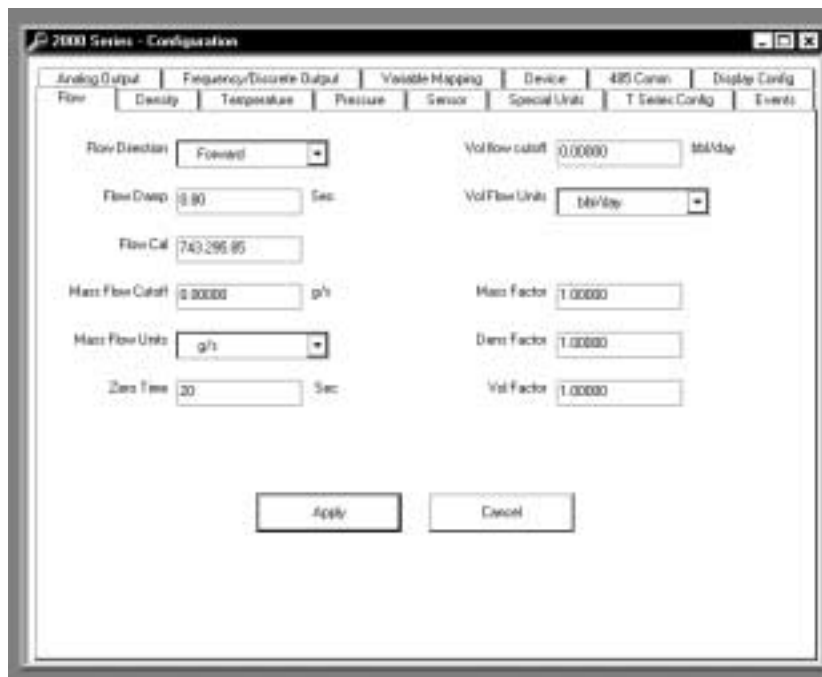 2000 Series - Configuration
Analog Output Frequency/Discrete Output Variable Mapping Device 485 Comm Display Config
Flow Density Temperature Pressure Sensor Special Units T Series Config Events
Flow Direction Forward Vol flow cutoff 0.00000 bbl/day
Flow Damp 0.80 Sec Vol Flow Units bbl/day
Flow Cal 743.295.85
Mass Flow Cutoff 0.00000 g/s Mass Factor 1.00000
Mass Flow Units g/s Dens Factor 1.00000
Zero Time 20 Sec Vol Factor 1.00000
Apply Cancel